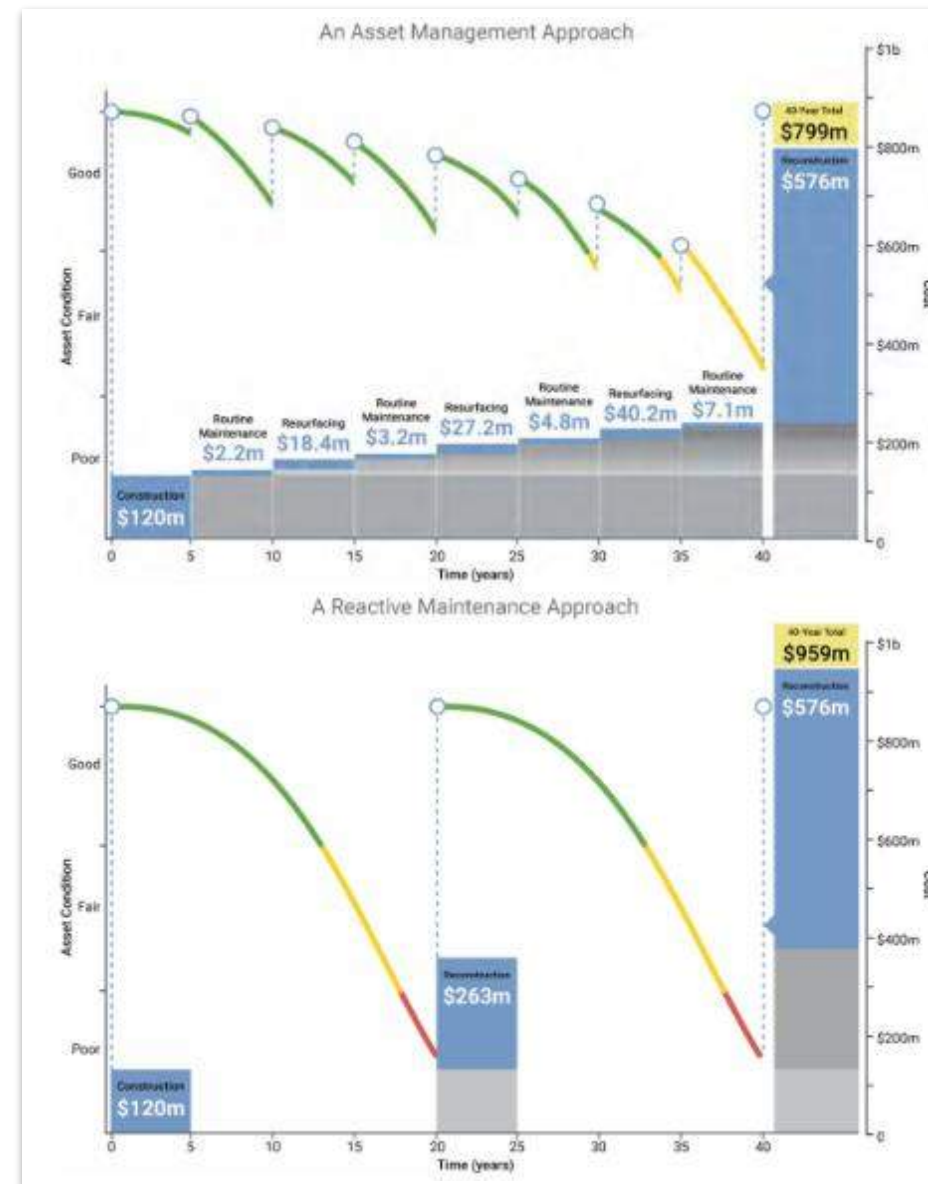 An Asset Management Approach
$1b
40-Year Total
$799m
$800m
Reconstruction
$576m
Good
$600m
Asset Condition
Fair
$400m
Routine
Maintenance
$2.2m
Resurfacing
$18.4m
Routine
Maintenance
$3.2m
Resurfacing
$27.2m
Routine
Maintenance
$4.8m
Resurfacing
$40.2m
Routine
Maintenance
$7.1m
$200m
Poor
Construction
$120m
0
0 5 10 15 20 25 30 35 40
Time (years)
A Reactive Maintenance Approach
40-Year Total
$1b
$959m
Reconstruction
$576m
$800m
Good
$600m
Asset Condition
Fair
$400m
Reconstruction
$263m
$200m
Poor
Construction
$120m
0
0 5 10 15 20 25 30 35 40
Time (years)